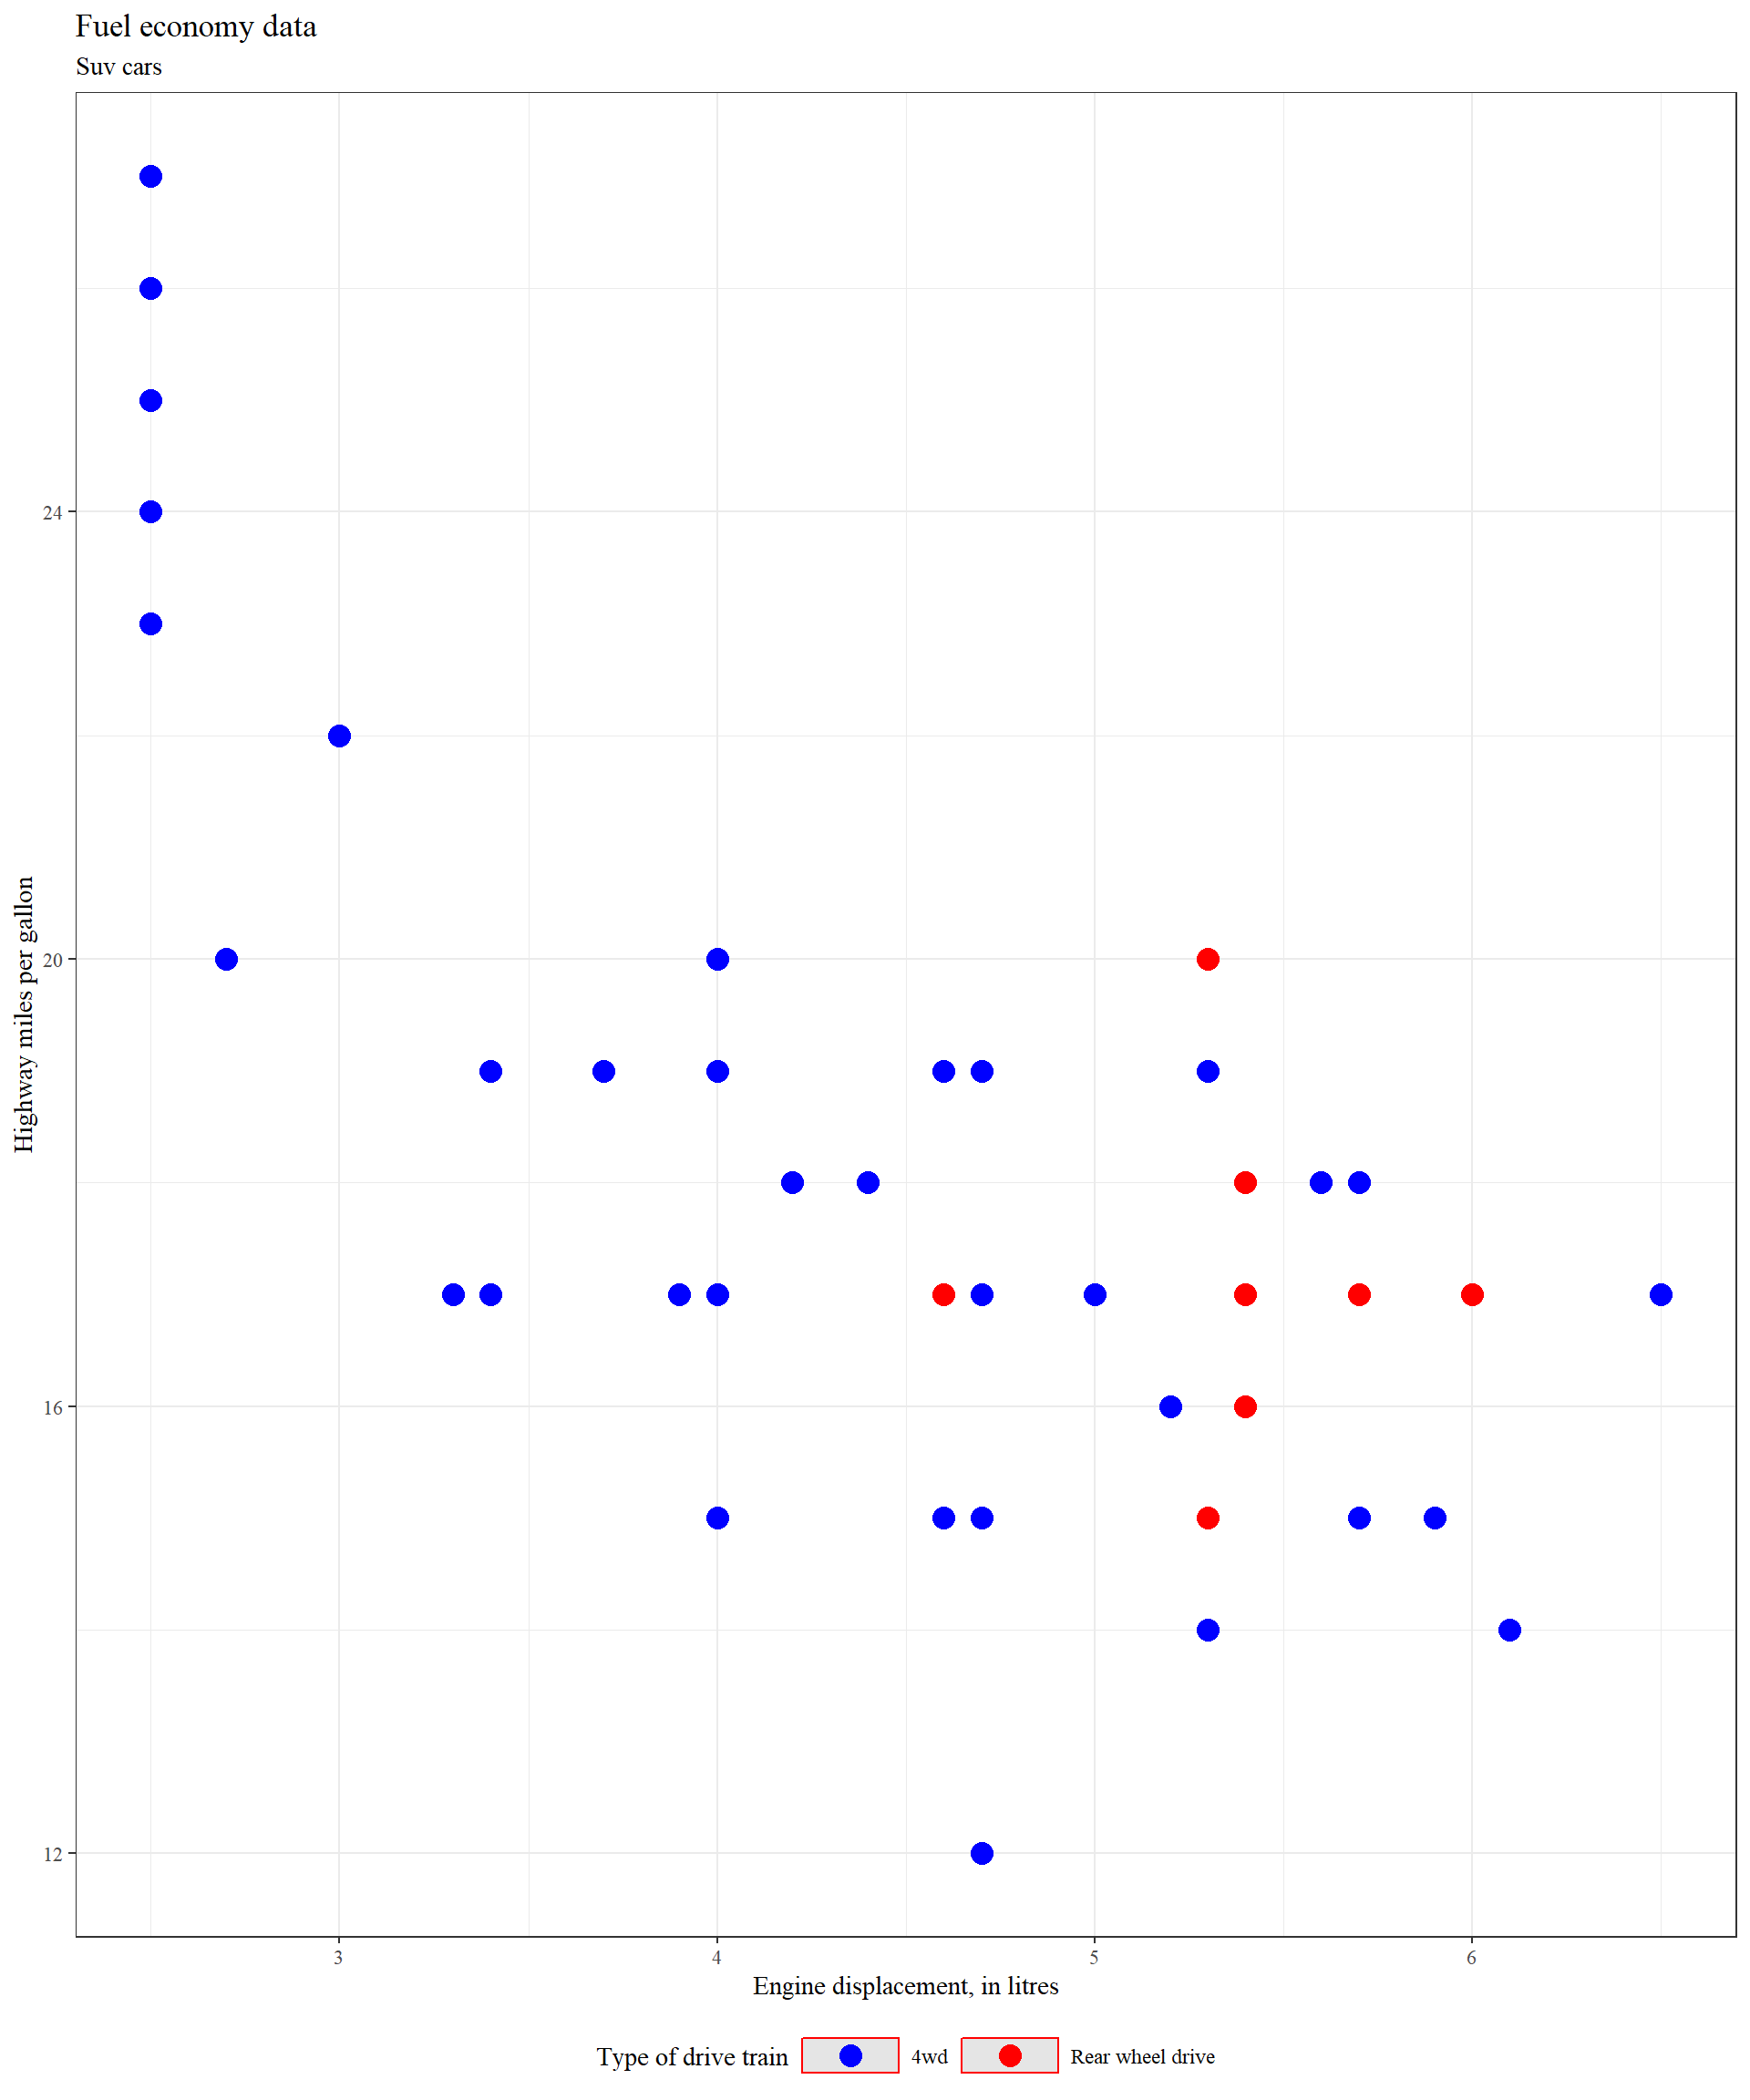 Fuel economy data
Suv cars
Highway miles per gallon
24
20
16
12
3 4 5 6
Engine displacement, in litres
Type of drive train 4wd Rear wheel drive